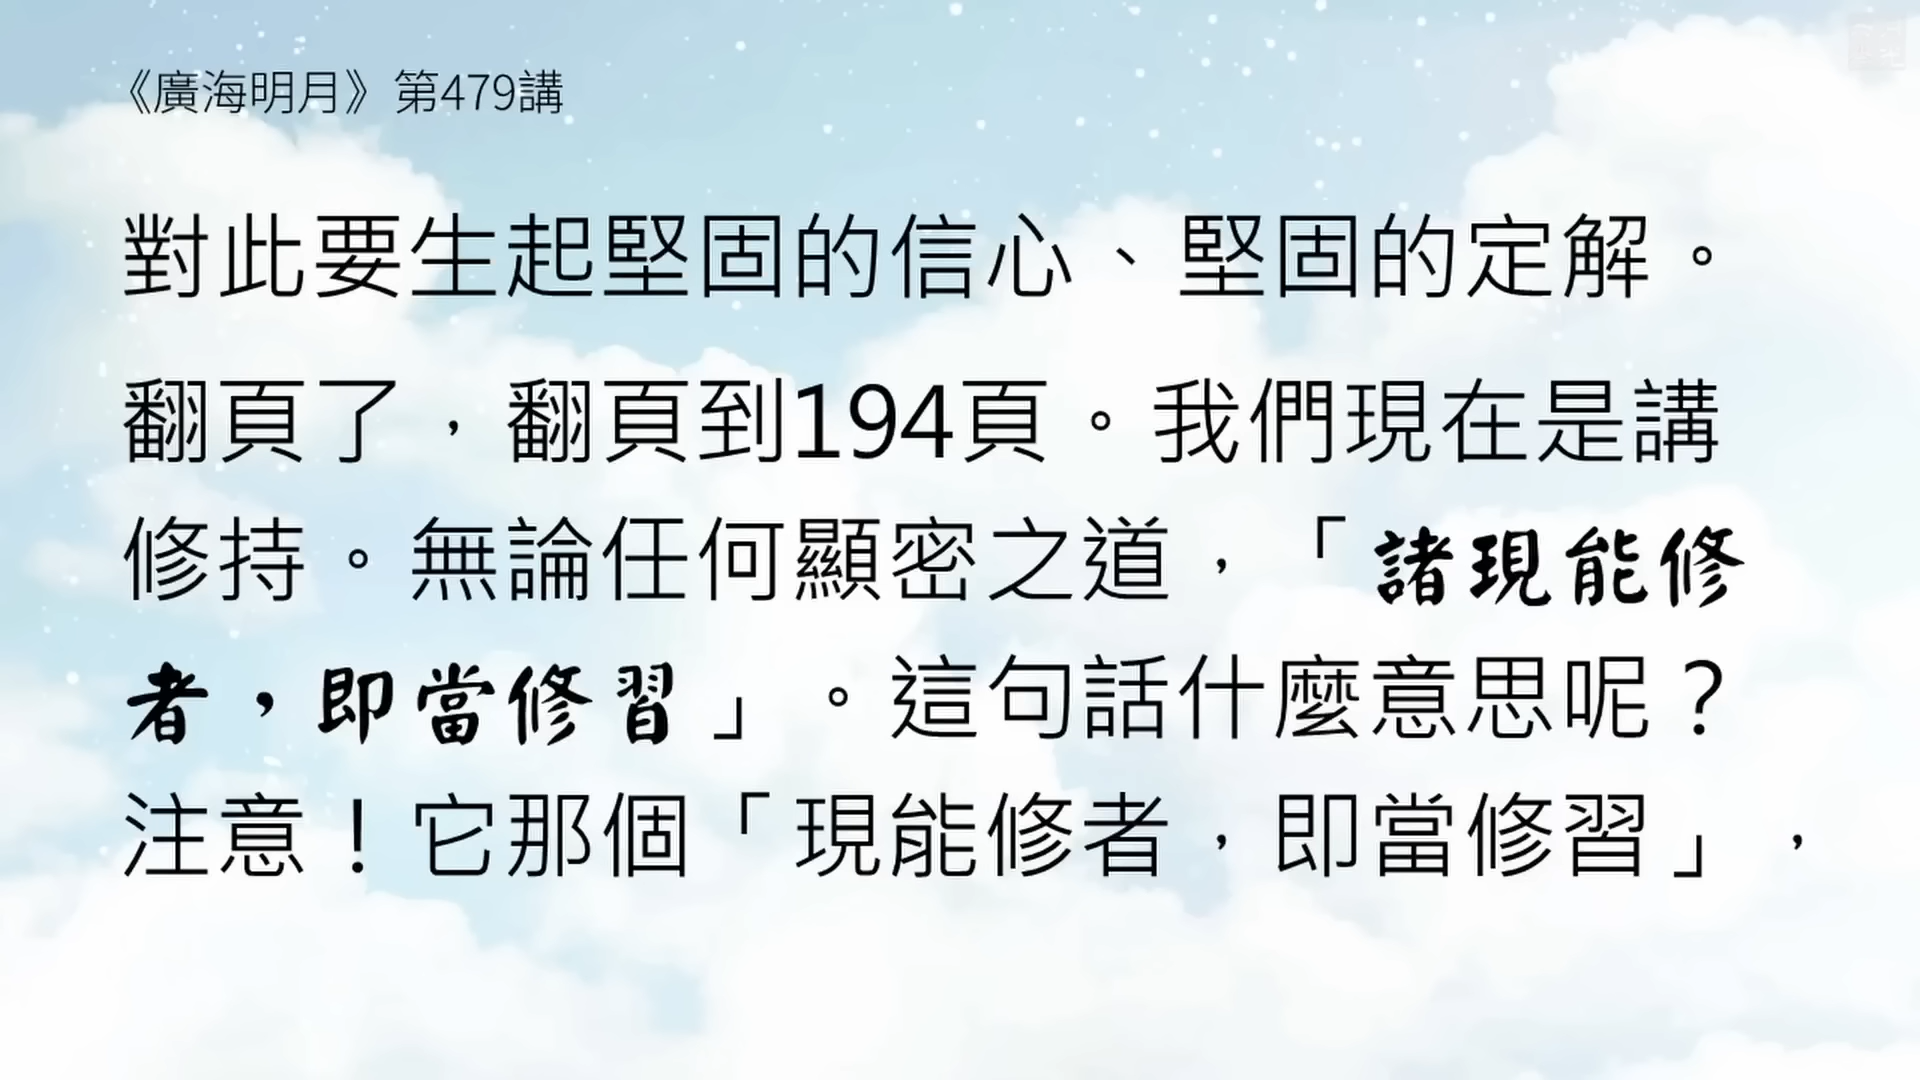 《廣海明月》第479講
對此要生起堅固的信心、堅固的定解。
翻頁了，翻頁到194頁。我們現在是講
修持。無論任何顯密之道，「諸現能修
者，即當修習」。這句話什麼意思呢？
注意！它那個「現能修者，即當修習」，